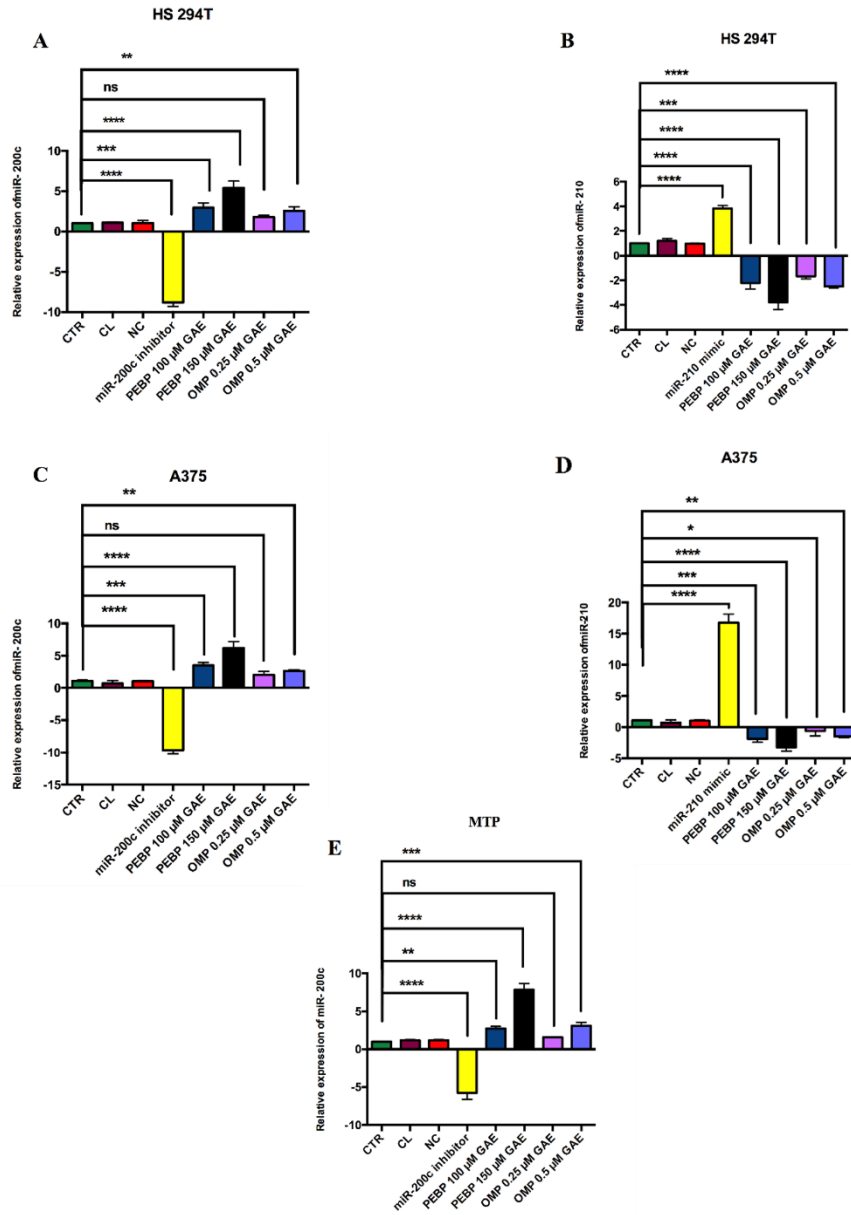 HS 294T
A
**
ns
****
***
****
Relative expression ofmiR- 200c
10
5
0
-5
-10
CTR
CL
NC
miR-200c inhibitor
PEBP 100 µM GAE
PEBP 150 µM GAE
OMP 0.25 µM GAE
OMP 0.5 µM GAE
B
HS 294T
****
***
****
****
****
Relative expression ofmiR- 210
6
4
2
0
-2
-4
-6
CTR
CL
NC
miR-210 mimic
PEBP 100 µM GAE
PEBP 150 µM GAE
OMP 0.25 µM GAE
OMP 0.5 µM GAE
C
A375
**
ns
****
***
****
Relative expression ofmiR- 200c
10
5
0
-5
-10
-15
CTR
CL
NC
miR-200c inhibitor
PEBP 100 µM GAE
PEBP 150 µM GAE
OMP 0.25 µM GAE
OMP 0.5 µM GAE
D
A375
**
*
****
***
****
Relative expression ofmiR-210
20
15
10
5
0
-5
CTR
CL
NC
miR-210 mimic
PEBP 100 µM GAE
PEBP 150 µM GAE
OMP 0.25 µM GAE
OMP 0.5 µM GAE
MTP
E
***
ns
****
**
****
Relative expression of miR- 200c
10
5
0
-5
-10
CTR
CL
NC
miR-200c inhibitor
PEBP 100 µM GAE
PEBP 150 µM GAE
OMP 0.25 µM GAE
OMP 0.5 µM GAE